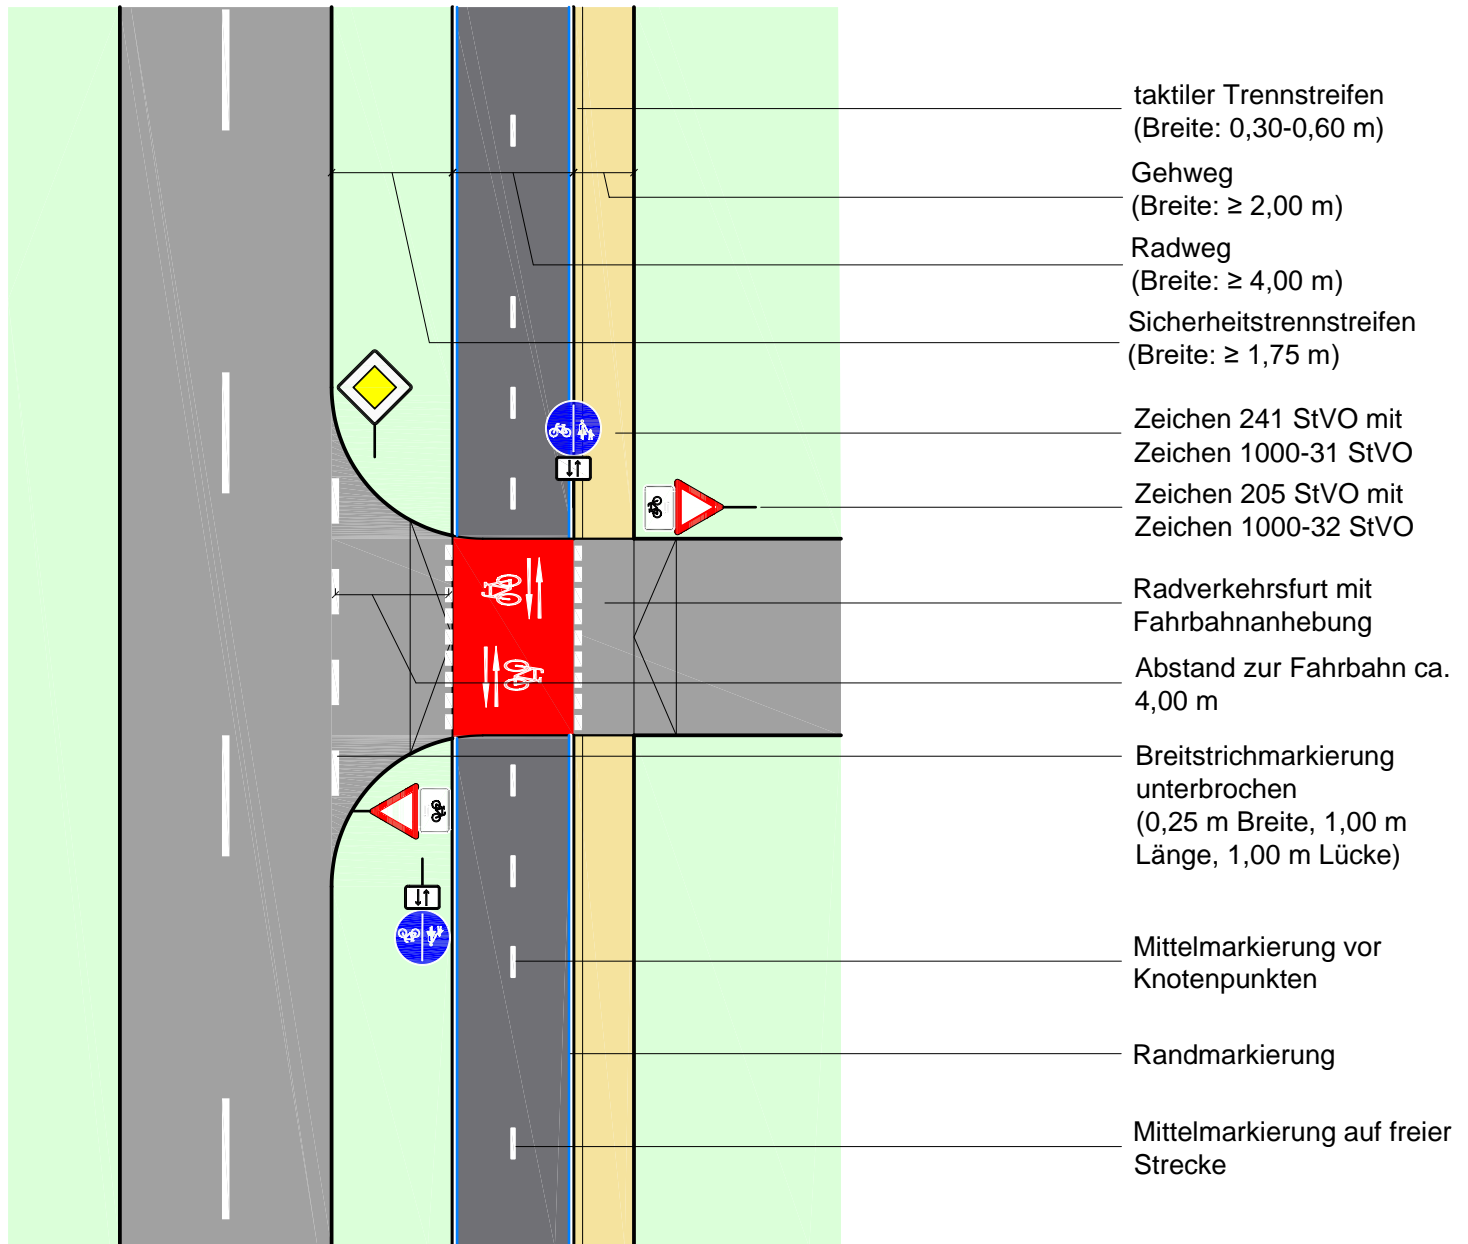 taktiler Trennstreifen
(Breite: 0,30-0,60 m)
Gehweg
(Breite: ≥ 2,00 m)
Radweg
(Breite: ≥ 4,00 m)
Sicherheitstrennstreifen
(Breite: ≥ 1,75 m)
Zeichen 241 StVO mit
Zeichen 1000-31 StVO
Zeichen 205 StVO mit
Zeichen 1000-32 StVO
Radverkehrsfurt mit
Fahrbahnanhebung
Abstand zur Fahrbahn ca.
4,00 m
Breitstrichmarkierung
unterbrochen
(0,25 m Breite, 1,00 m
Länge, 1,00 m Lücke)
Mittelmarkierung vor
Knotenpunkten
Randmarkierung
Mittelmarkierung auf freier
Strecke